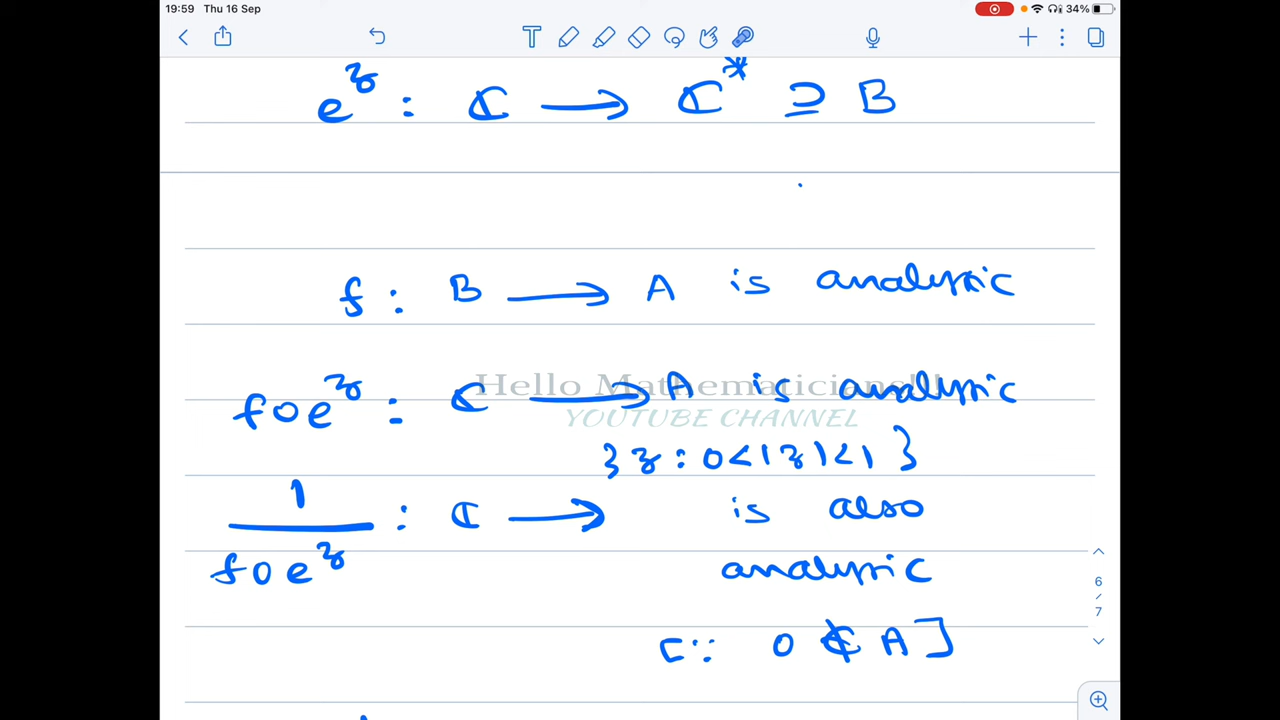 19:59 Thu 16 Sep
34%
T
e^z : ℂ ⟶ ℂ* ⊇ B
f : B ⟶ A is analytic
f∘e^z : ℂ ⟶ A is analytic
Hello Mathematicians!!!
YOUTUBE CHANNEL
{z : 0<|z|<1}
1/(f∘e^z) : ℂ ⟶ is also
analytic
[∵ 0 ∉ A]
6
/
7